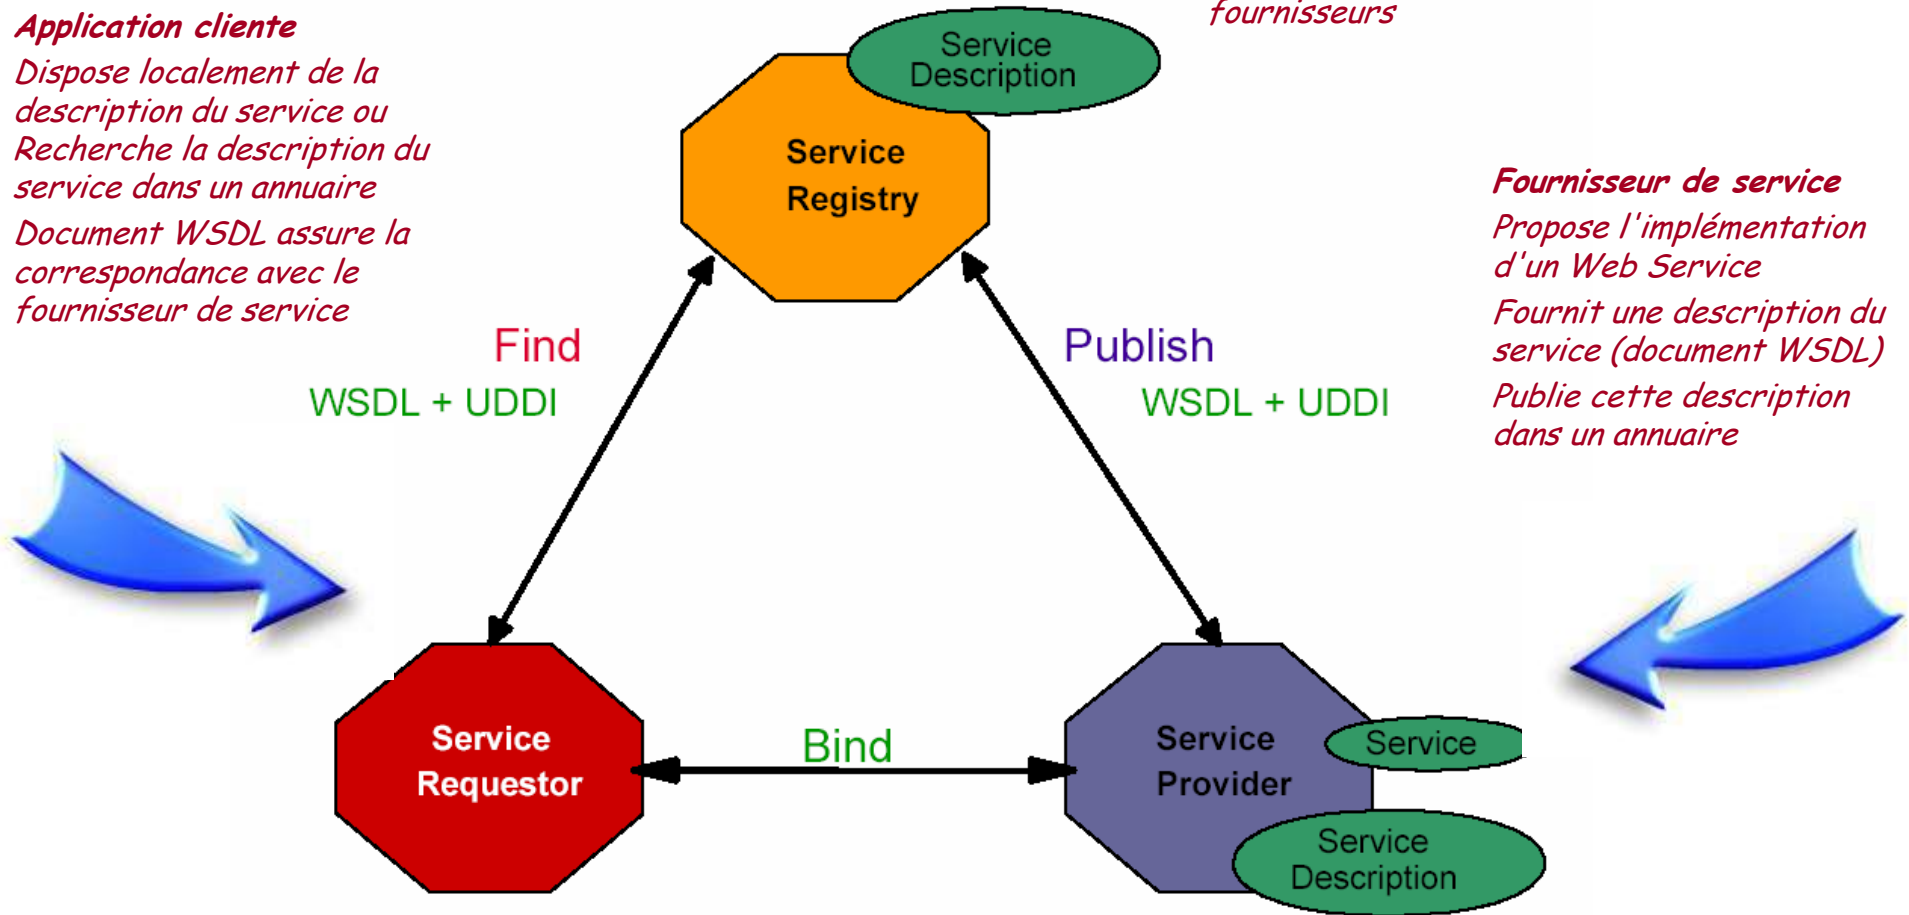 fournisseurs
Application cliente
Dispose localement de la
description du service ou
Recherche la description du
service dans un annuaire
Document WSDL assure la
correspondance avec le
fournisseur de service
Service
Description
Service
Registry
Fournisseur de service
Propose l'implémentation
d'un Web Service
Fournit une description du
service (document WSDL)
Publie cette description
dans un annuaire
Find
WSDL + UDDI
Publish
WSDL + UDDI
Service
Requestor
Bind
Service
Provider
Service
Service
Description